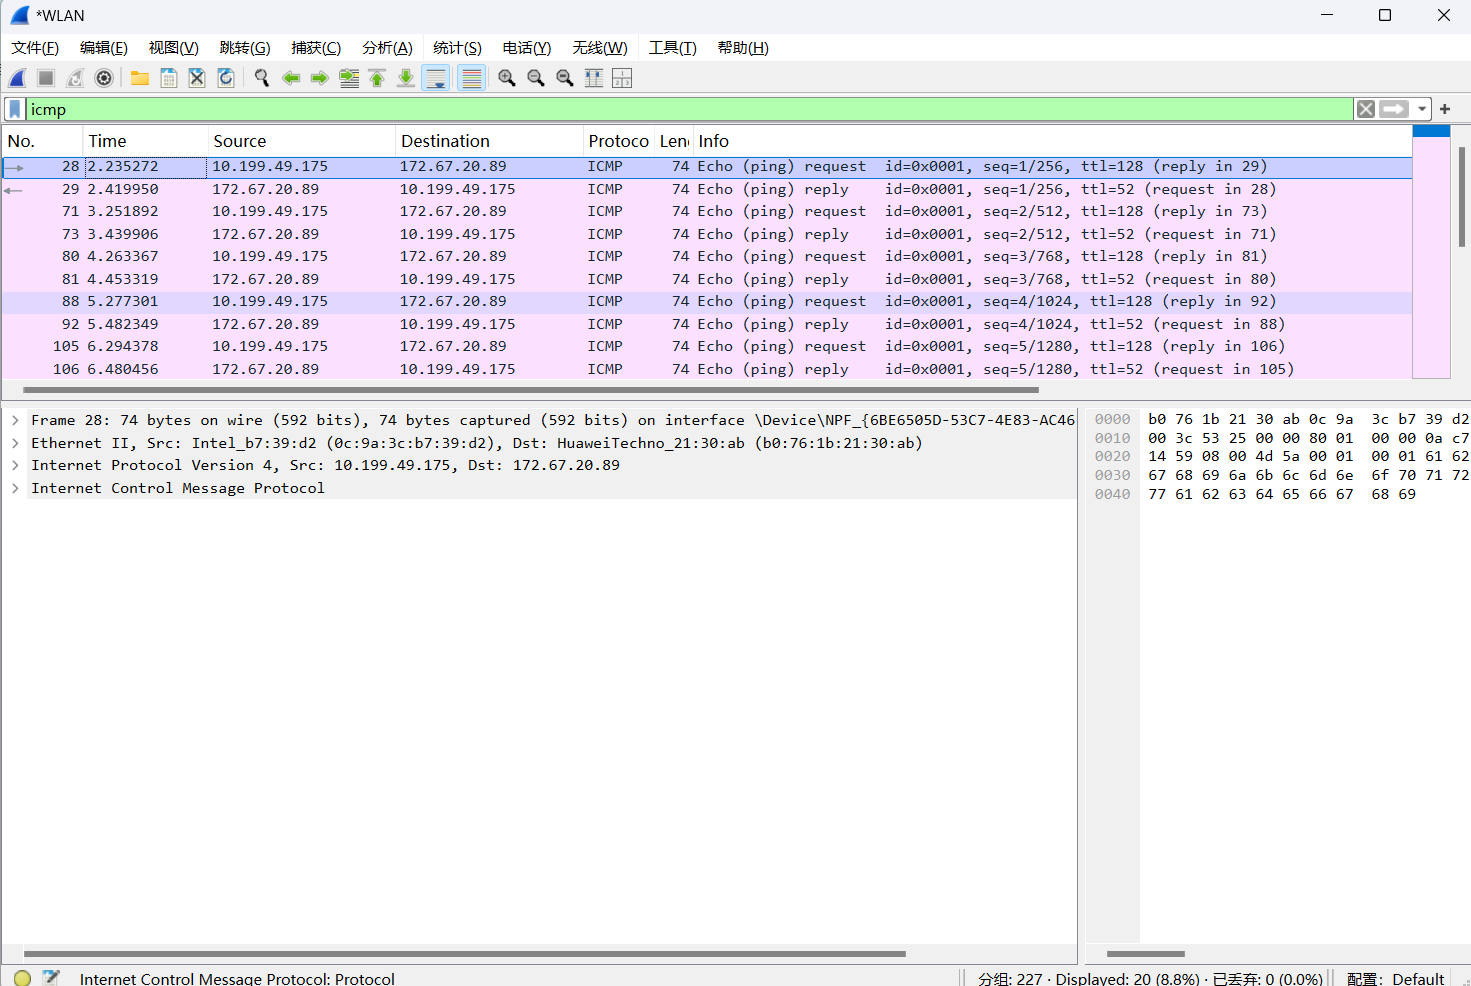 *WLAN
文件(F) 编辑(E) 视图(V) 跳转(G) 捕获(C) 分析(A) 统计(S) 电话(Y) 无线(W) 工具(T) 帮助(H)
icmp
No. Time Source Destination Protoco Len Info
28 2.235272 10.199.49.175 172.67.20.89 ICMP 74 Echo (ping) request id=0x0001, seq=1/256, ttl=128 (reply in 29)
29 2.419950 172.67.20.89 10.199.49.175 ICMP 74 Echo (ping) reply id=0x0001, seq=1/256, ttl=52 (request in 28)
71 3.251892 10.199.49.175 172.67.20.89 ICMP 74 Echo (ping) request id=0x0001, seq=2/512, ttl=128 (reply in 73)
73 3.439906 172.67.20.89 10.199.49.175 ICMP 74 Echo (ping) reply id=0x0001, seq=2/512, ttl=52 (request in 71)
80 4.263367 10.199.49.175 172.67.20.89 ICMP 74 Echo (ping) request id=0x0001, seq=3/768, ttl=128 (reply in 81)
81 4.453319 172.67.20.89 10.199.49.175 ICMP 74 Echo (ping) reply id=0x0001, seq=3/768, ttl=52 (request in 80)
88 5.277301 10.199.49.175 172.67.20.89 ICMP 74 Echo (ping) request id=0x0001, seq=4/1024, ttl=128 (reply in 92)
92 5.482349 172.67.20.89 10.199.49.175 ICMP 74 Echo (ping) reply id=0x0001, seq=4/1024, ttl=52 (request in 88)
105 6.294378 10.199.49.175 172.67.20.89 ICMP 74 Echo (ping) request id=0x0001, seq=5/1280, ttl=128 (reply in 106)
106 6.480456 172.67.20.89 10.199.49.175 ICMP 74 Echo (ping) reply id=0x0001, seq=5/1280, ttl=52 (request in 105)
Frame 28: 74 bytes on wire (592 bits), 74 bytes captured (592 bits) on interface \Device\NPF_{6BE6505D-53C7-4E83-AC46
Ethernet II, Src: Intel_b7:39:d2 (0c:9a:3c:b7:39:d2), Dst: HuaweiTechno_21:30:ab (b0:76:1b:21:30:ab)
Internet Protocol Version 4, Src: 10.199.49.175, Dst: 172.67.20.89
Internet Control Message Protocol
0000 b0 76 1b 21 30 ab 0c 9a 3c b7 39 d2
0010 00 3c 53 25 00 00 80 01 00 00 0a c7
0020 14 59 08 00 4d 5a 00 01 00 01 61 62
0030 67 68 69 6a 6b 6c 6d 6e 6f 70 71 72
0040 77 61 62 63 64 65 66 67 68 69
Internet Control Message Protocol: Protocol
分组: 227 · Displayed: 20 (8.8%) · 已丢弃: 0 (0.0%)
配置: Default